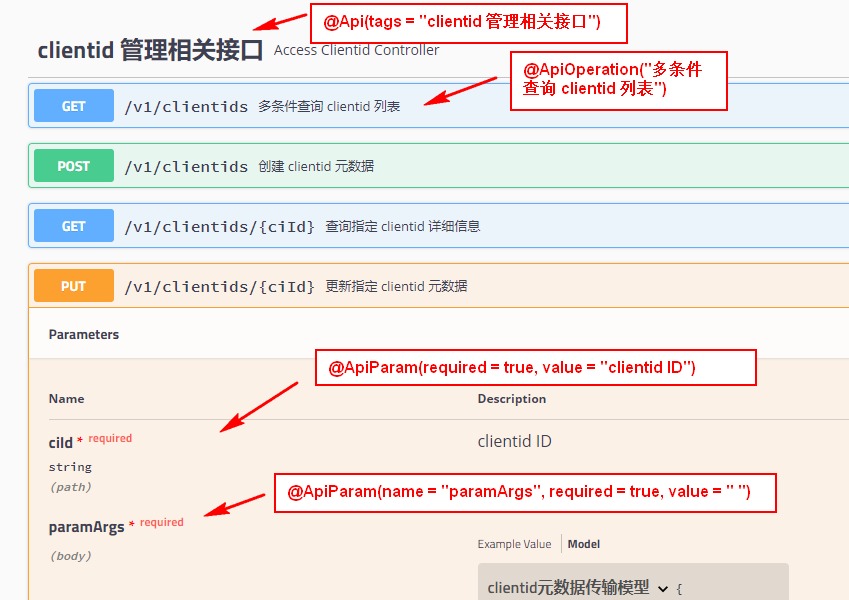 @Api(tags = "clientid 管理相关接口")
clientid 管理相关接口 Access Clientid Controller
@ApiOperation("多条件
查询 clientid 列表")
GET /v1/clientids 多条件查询 clientid 列表
POST /v1/clientids 创建 clientid 元数据
GET /v1/clientids/{ciId} 查询指定 clientid 详细信息
PUT /v1/clientids/{ciId} 更新指定 clientid 元数据
Parameters
@ApiParam(required = true, value = "clientid ID")
Name Description
ciId * required clientid ID
string
(path)
@ApiParam(name = "paramArgs", required = true, value = " ")
paramArgs * required
(body)
Example Value Model
clientid元数据传输模型 {